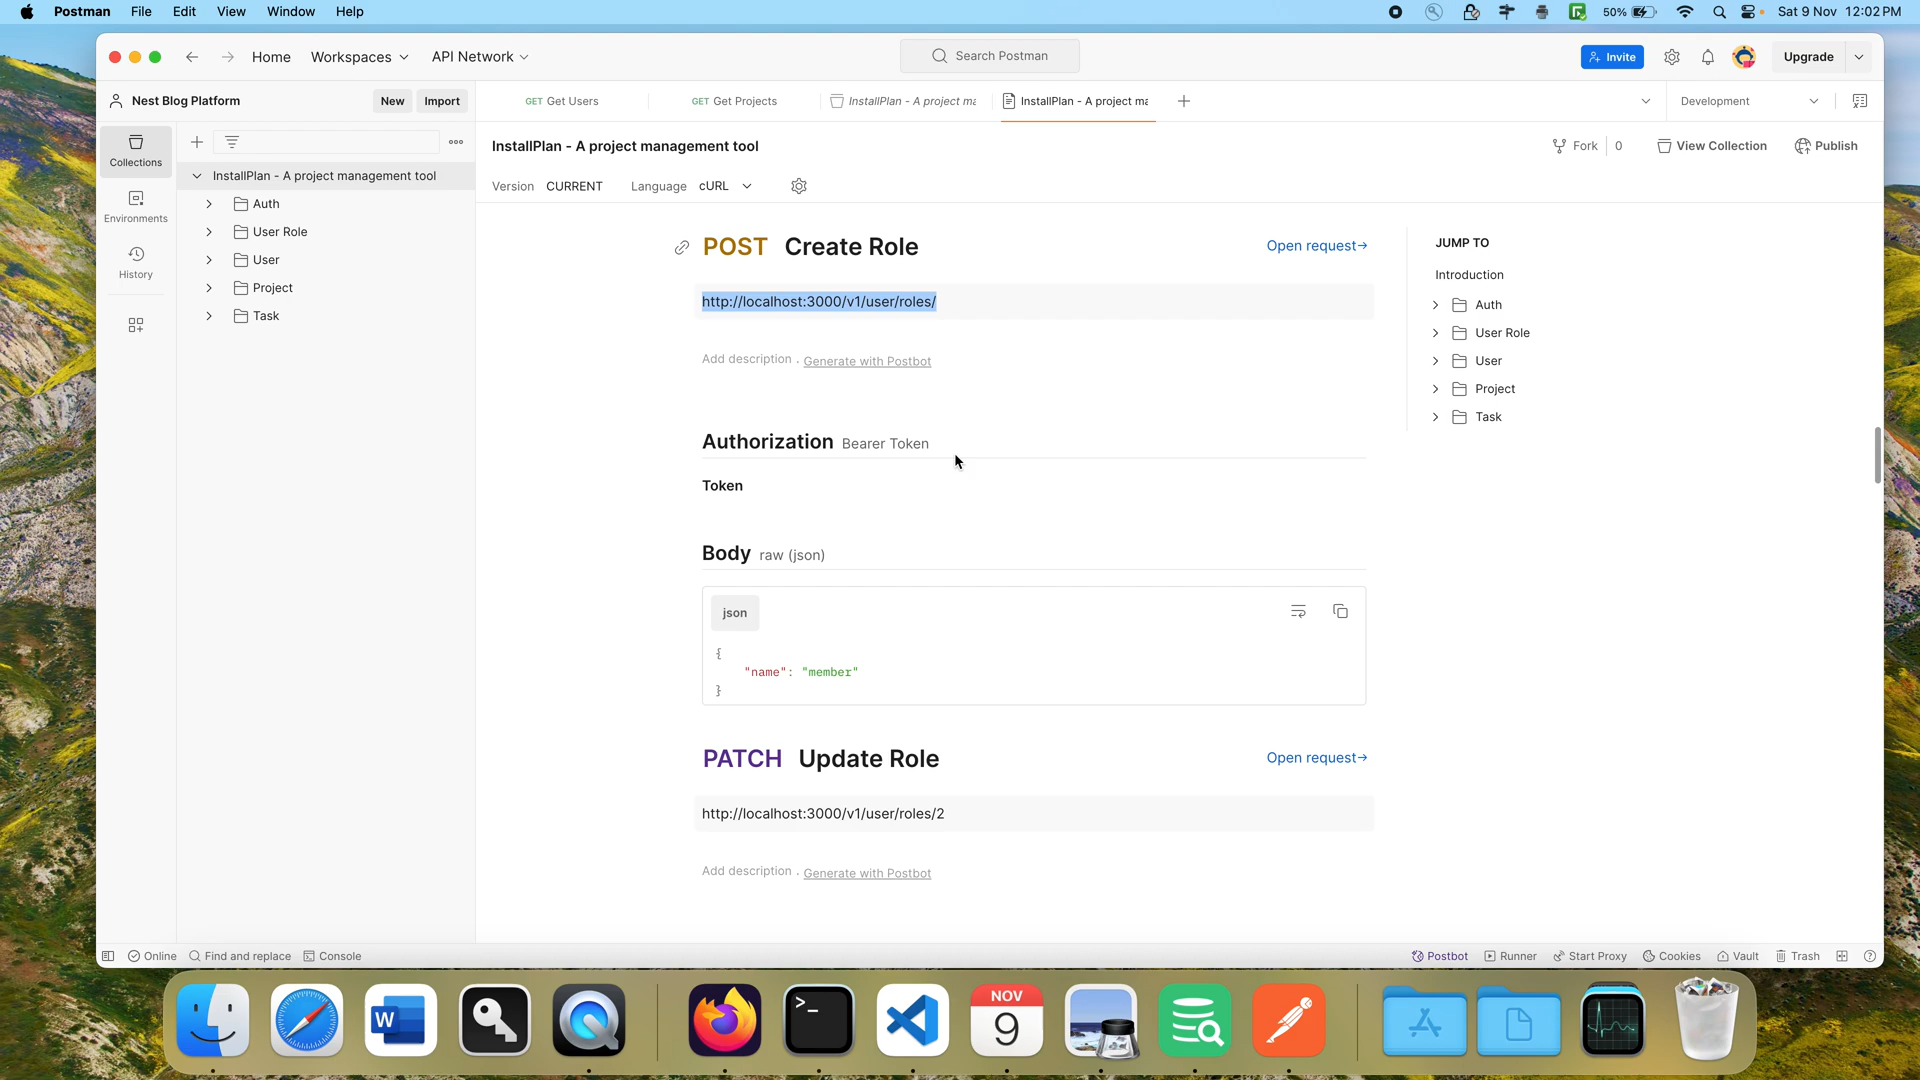 Postman File Edit View Window Help
50% Sat 9 Nov 12:02 PM
Home Workspaces API Network
Search Postman
Invite
Upgrade
Nest Blog Platform
New Import
GET Get Users
GET Get Projects
InstallPlan - A project ma
InstallPlan - A project ma
Development
Collections
Environments
History
InstallPlan - A project management tool
Auth
User Role
User
Project
Task
InstallPlan - A project management tool
Fork 0
View Collection
Publish
Version CURRENT Language cURL
POST Create Role
Open request→
http://localhost:3000/v1/user/roles/
Add description . Generate with Postbot
Authorization Bearer Token
Token
Body raw (json)
json
{
"name": "member"
}
PATCH Update Role
Open request→
http://localhost:3000/v1/user/roles/2
Add description . Generate with Postbot
JUMP TO
Introduction
Auth
User Role
User
Project
Task
Online Find and replace Console
Postbot Runner Start Proxy Cookies Vault Trash
W
>_
NOV
9